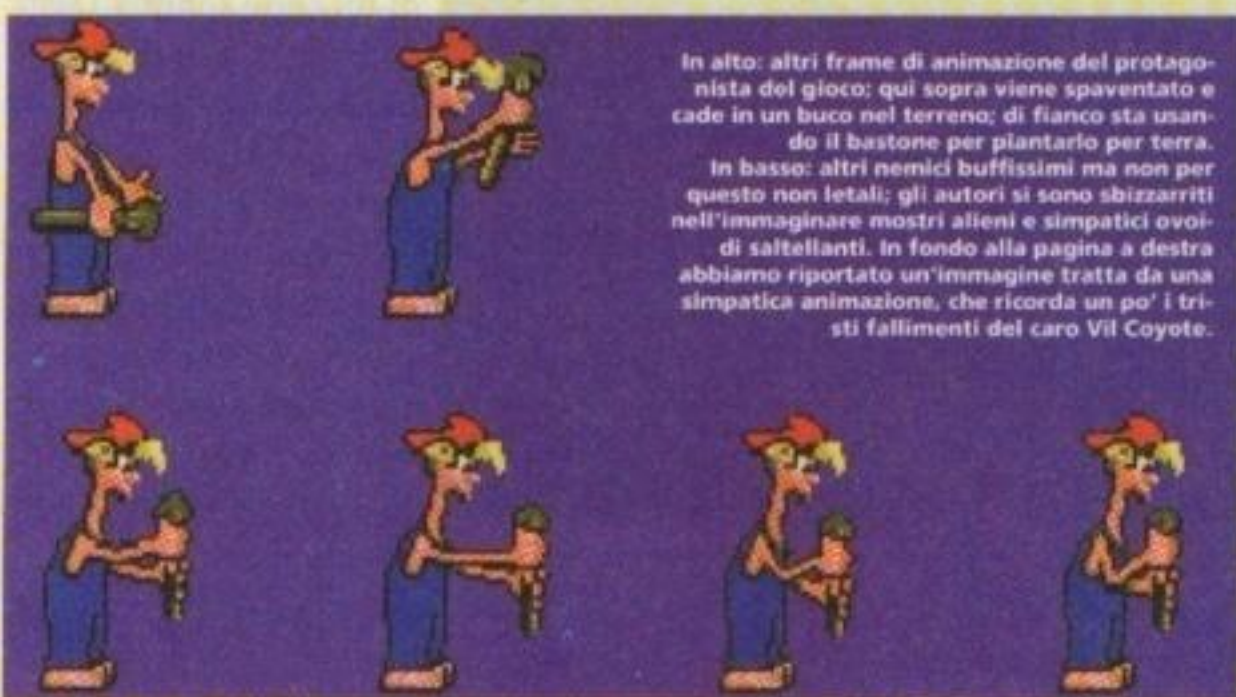 In alto: altri frame di animazione del protago-
nista del gioco; qui sopra viene spaventato e
cade in un buco nel terreno; di fianco sta usan-
do il bastone per piantarlo per terra.
In basso: altri nemici buffissimi ma non per
questo non letali; gli autori si sono sbizzarriti
nell'immaginare mostri alieni e simpatici ovoi-
di saltellanti. In fondo alla pagina a destra
abbiamo riportato un'immagine tratta da una
simpatica animazione, che ricorda un po' i tri-
sti fallimenti del caro Vil Coyote.